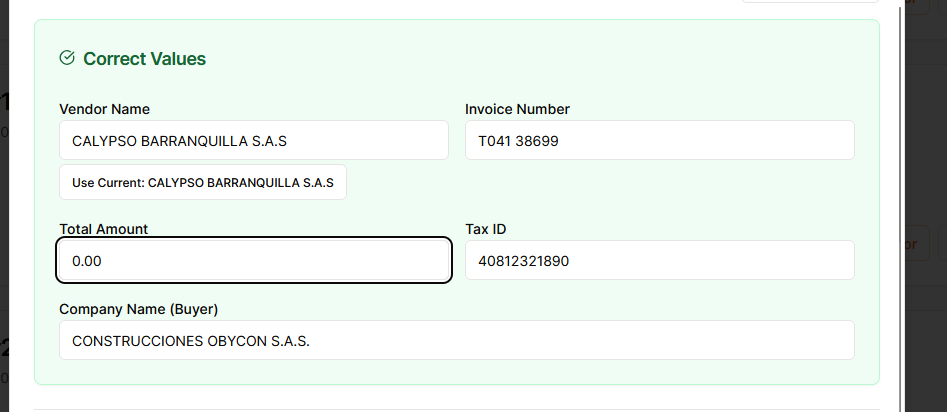 Correct Values
Vendor Name
Invoice Number
CALYPSO BARRANQUILLA S.A.S
T041 38699
Use Current: CALYPSO BARRANQUILLA S.A.S
Total Amount
Tax ID
0.00
40812321890
Company Name (Buyer)
CONSTRUCCIONES OBYCON S.A.S.